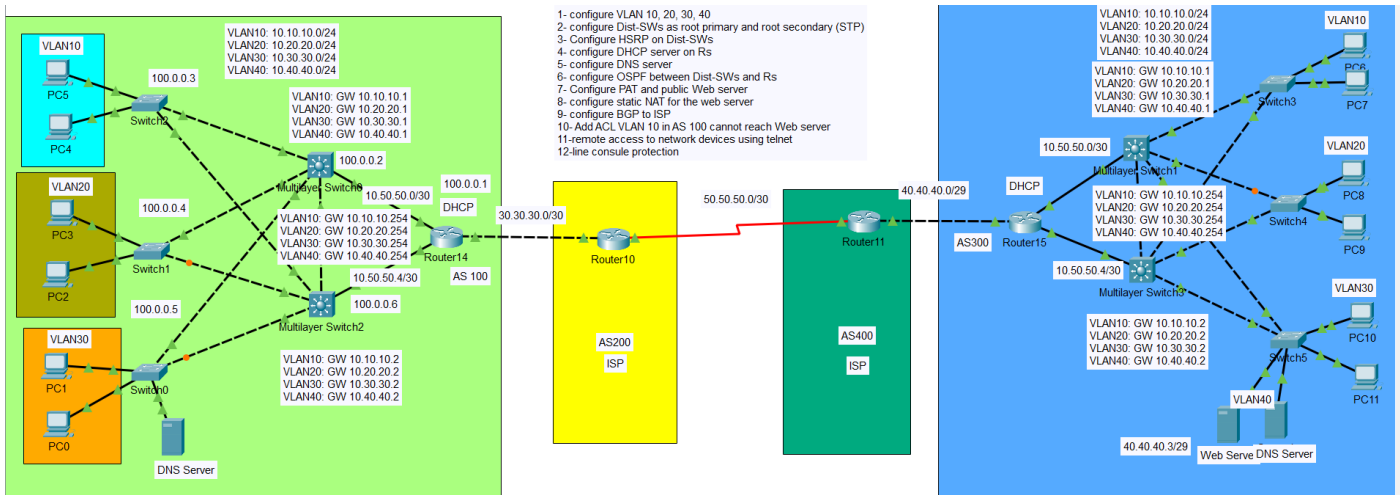 VLAN10: 10.10.10.0/24
VLAN20: 10.20.20.0/24
VLAN30: 10.30.30.0/24
VLAN40: 10.40.40.0/24
VLAN10
PC5
PC4
100.0.0.3
Switch2
VLAN10: GW 10.10.10.1
VLAN20: GW 10.20.20.1
VLAN30: GW 10.30.30.1
VLAN40: GW 10.40.40.1
100.0.0.2
Multilayer Switch0
10.50.50.0/30
100.0.0.1
DHCP
VLAN20
PC3
PC2
100.0.0.4
Switch1
VLAN10: GW 10.10.10.254
VLAN20: GW 10.20.20.254
VLAN30: GW 10.30.30.254
VLAN40: GW 10.40.40.254
Router14
AS 100
10.50.50.4/30
100.0.0.6
Multilayer Switch2
100.0.0.5
VLAN30
PC1
PC0
Switch0
DNS Server
VLAN10: GW 10.10.10.2
VLAN20: GW 10.20.20.2
VLAN30: GW 10.30.30.2
VLAN40: GW 10.40.40.2
1- configure VLAN 10, 20, 30, 40
2- configure Dist-SWs as root primary and root secondary (STP)
3- Configure HSRP on Dist-SWs
4- configure DHCP server on Rs
5- configure DNS server
6- configure OSPF between Dist-SWs and Rs
7- Configure PAT and public Web server
8- configure static NAT for the web server
9- configure BGP to ISP
10- Add ACL VLAN 10 in AS 100 cannot reach Web server
11-remote access to network devices using telnet
12-line consule protection
30.30.30.0/30
Router10
AS200
ISP
50.50.50.0/30
Router11
AS400
ISP
40.40.40.0/29
VLAN10: 10.10.10.0/24
VLAN20: 10.20.20.0/24
VLAN30: 10.30.30.0/24
VLAN40: 10.40.40.0/24
VLAN10
PC6
PC7
VLAN10: GW 10.10.10.1
VLAN20: GW 10.20.20.1
VLAN30: GW 10.30.30.1
VLAN40: GW 10.40.40.1
Switch3
10.50.50.0/30
Multilayer Switch1
DHCP
AS300
Router15
VLAN10: GW 10.10.10.254
VLAN20: GW 10.20.20.254
VLAN30: GW 10.30.30.254
VLAN40: GW 10.40.40.254
VLAN20
PC8
PC9
Switch4
10.50.50.4/30
Multilayer Switch3
VLAN10: GW 10.10.10.2
VLAN20: GW 10.20.20.2
VLAN30: GW 10.30.30.2
VLAN40: GW 10.40.40.2
VLAN30
PC10
PC11
Switch5
VLAN40
40.40.40.3/29
Web Serve
DNS Server